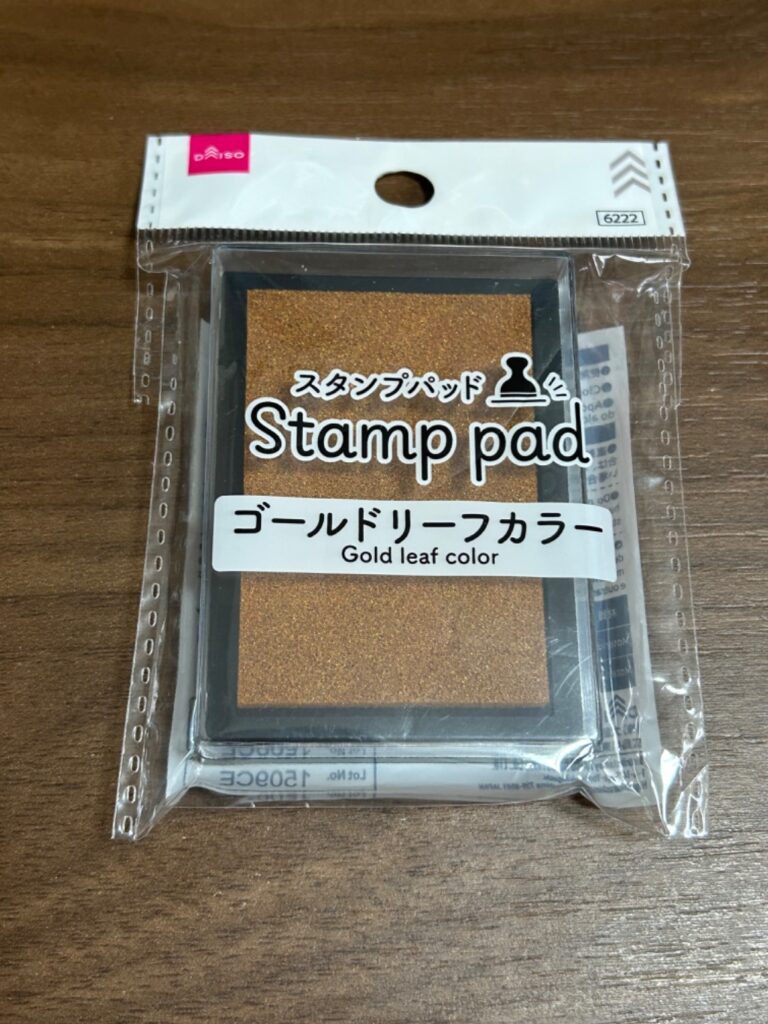 DAISO
6222
スタンプパッド
Stamp pad
ゴールドリーフカラー
Gold leaf color
Lot No. 1509CE